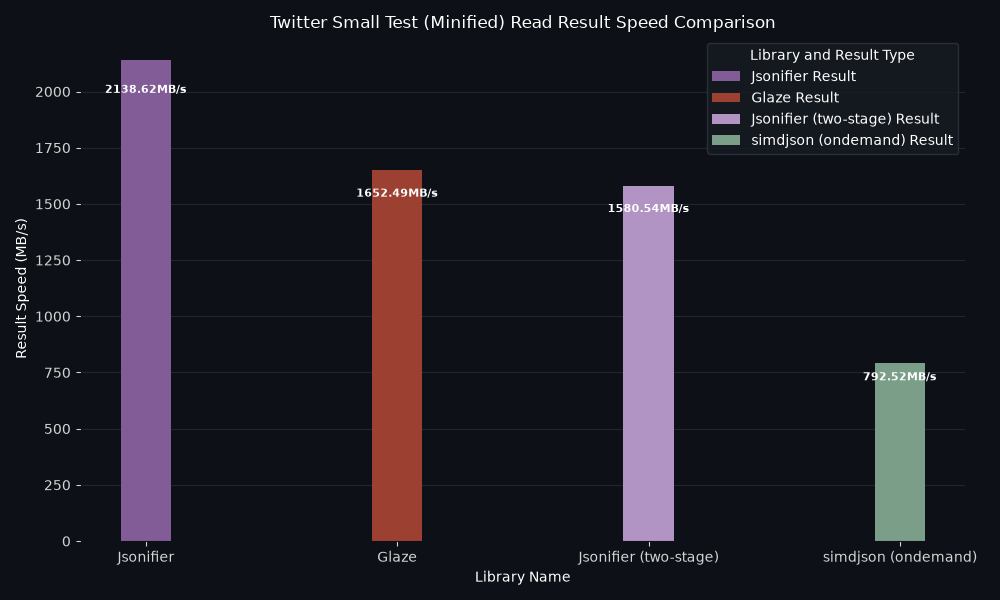 Twitter Small Test (Minified) Read Result Speed Comparison
Library and Result Type
Jsonifier Result
Glaze Result
Jsonifier (two-stage) Result
simdjson (ondemand) Result
Result Speed (MB/s)
2000
1750
1500
1250
1000
750
500
250
0
2138.62MB/s
1652.49MB/s
1580.54MB/s
792.52MB/s
Jsonifier
Glaze
Jsonifier (two-stage)
simdjson (ondemand)
Library Name